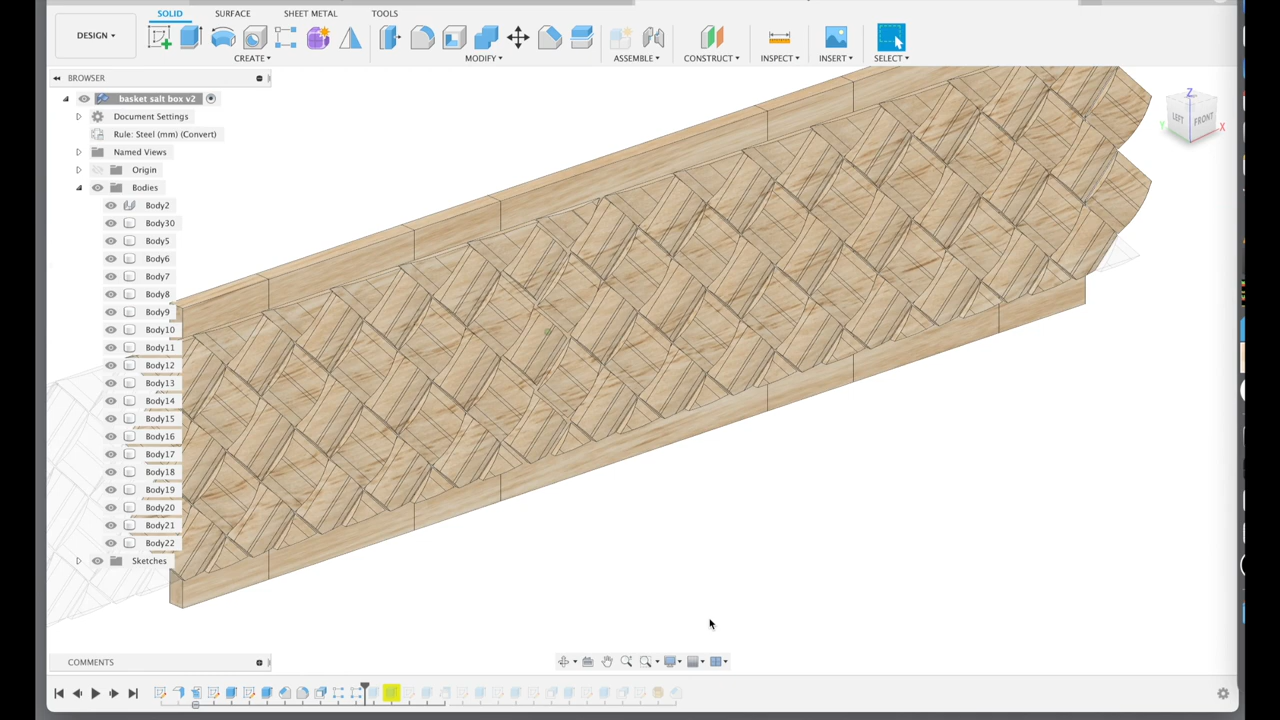 SOLID SURFACE SHEET METAL TOOLS
DESIGN
CREATE MODIFY ASSEMBLE CONSTRUCT INSPECT INSERT SELECT
BROWSER
basket salt box v2
Document Settings
Rule: Steel (mm) (Convert)
Named Views
Origin
Bodies
Body2
Body30
Body5
Body6
Body7
Body8
Body9
Body10
Body11
Body12
Body13
Body14
Body15
Body16
Body17
Body18
Body19
Body20
Body21
Body22
Sketches
Z
LEFT FRONT
Y X
COMMENTS